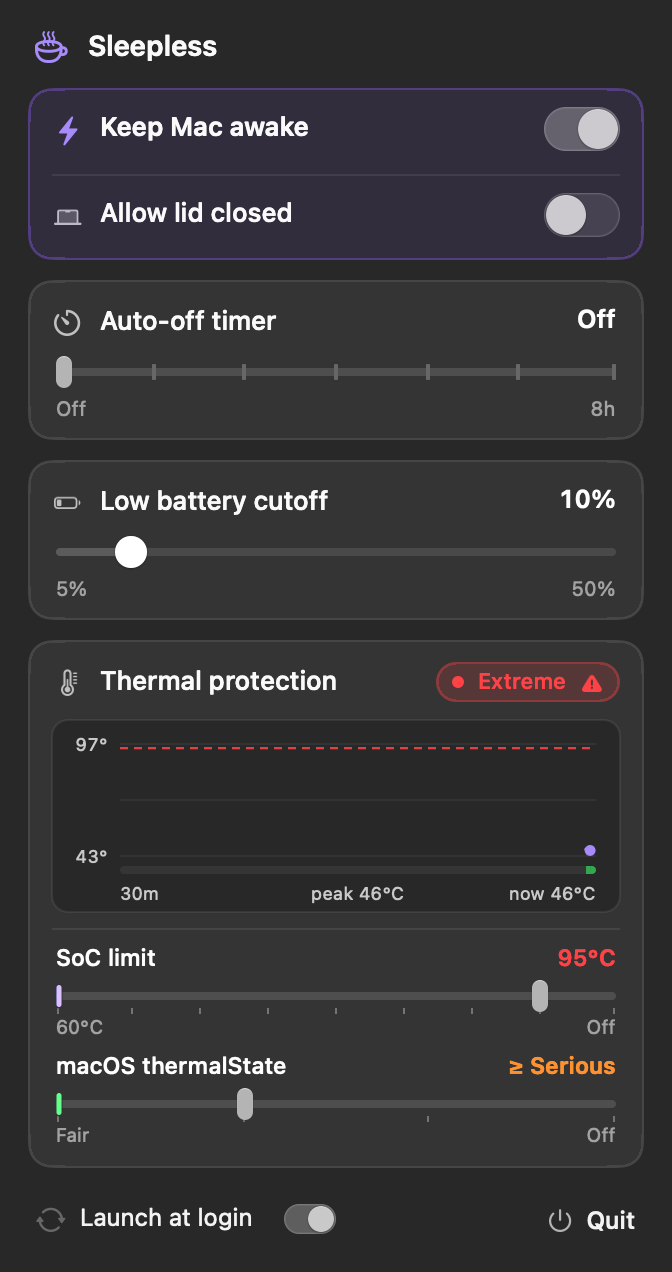 Sleepless
Keep Mac awake
Allow lid closed
Auto-off timer Off
Off 8h
Low battery cutoff 10%
5% 50%
Thermal protection Extreme
97°
43°
30m peak 46°C now 46°C
SoC limit 95°C
60°C Off
macOS thermalState ≥ Serious
Fair Off
Launch at login Quit